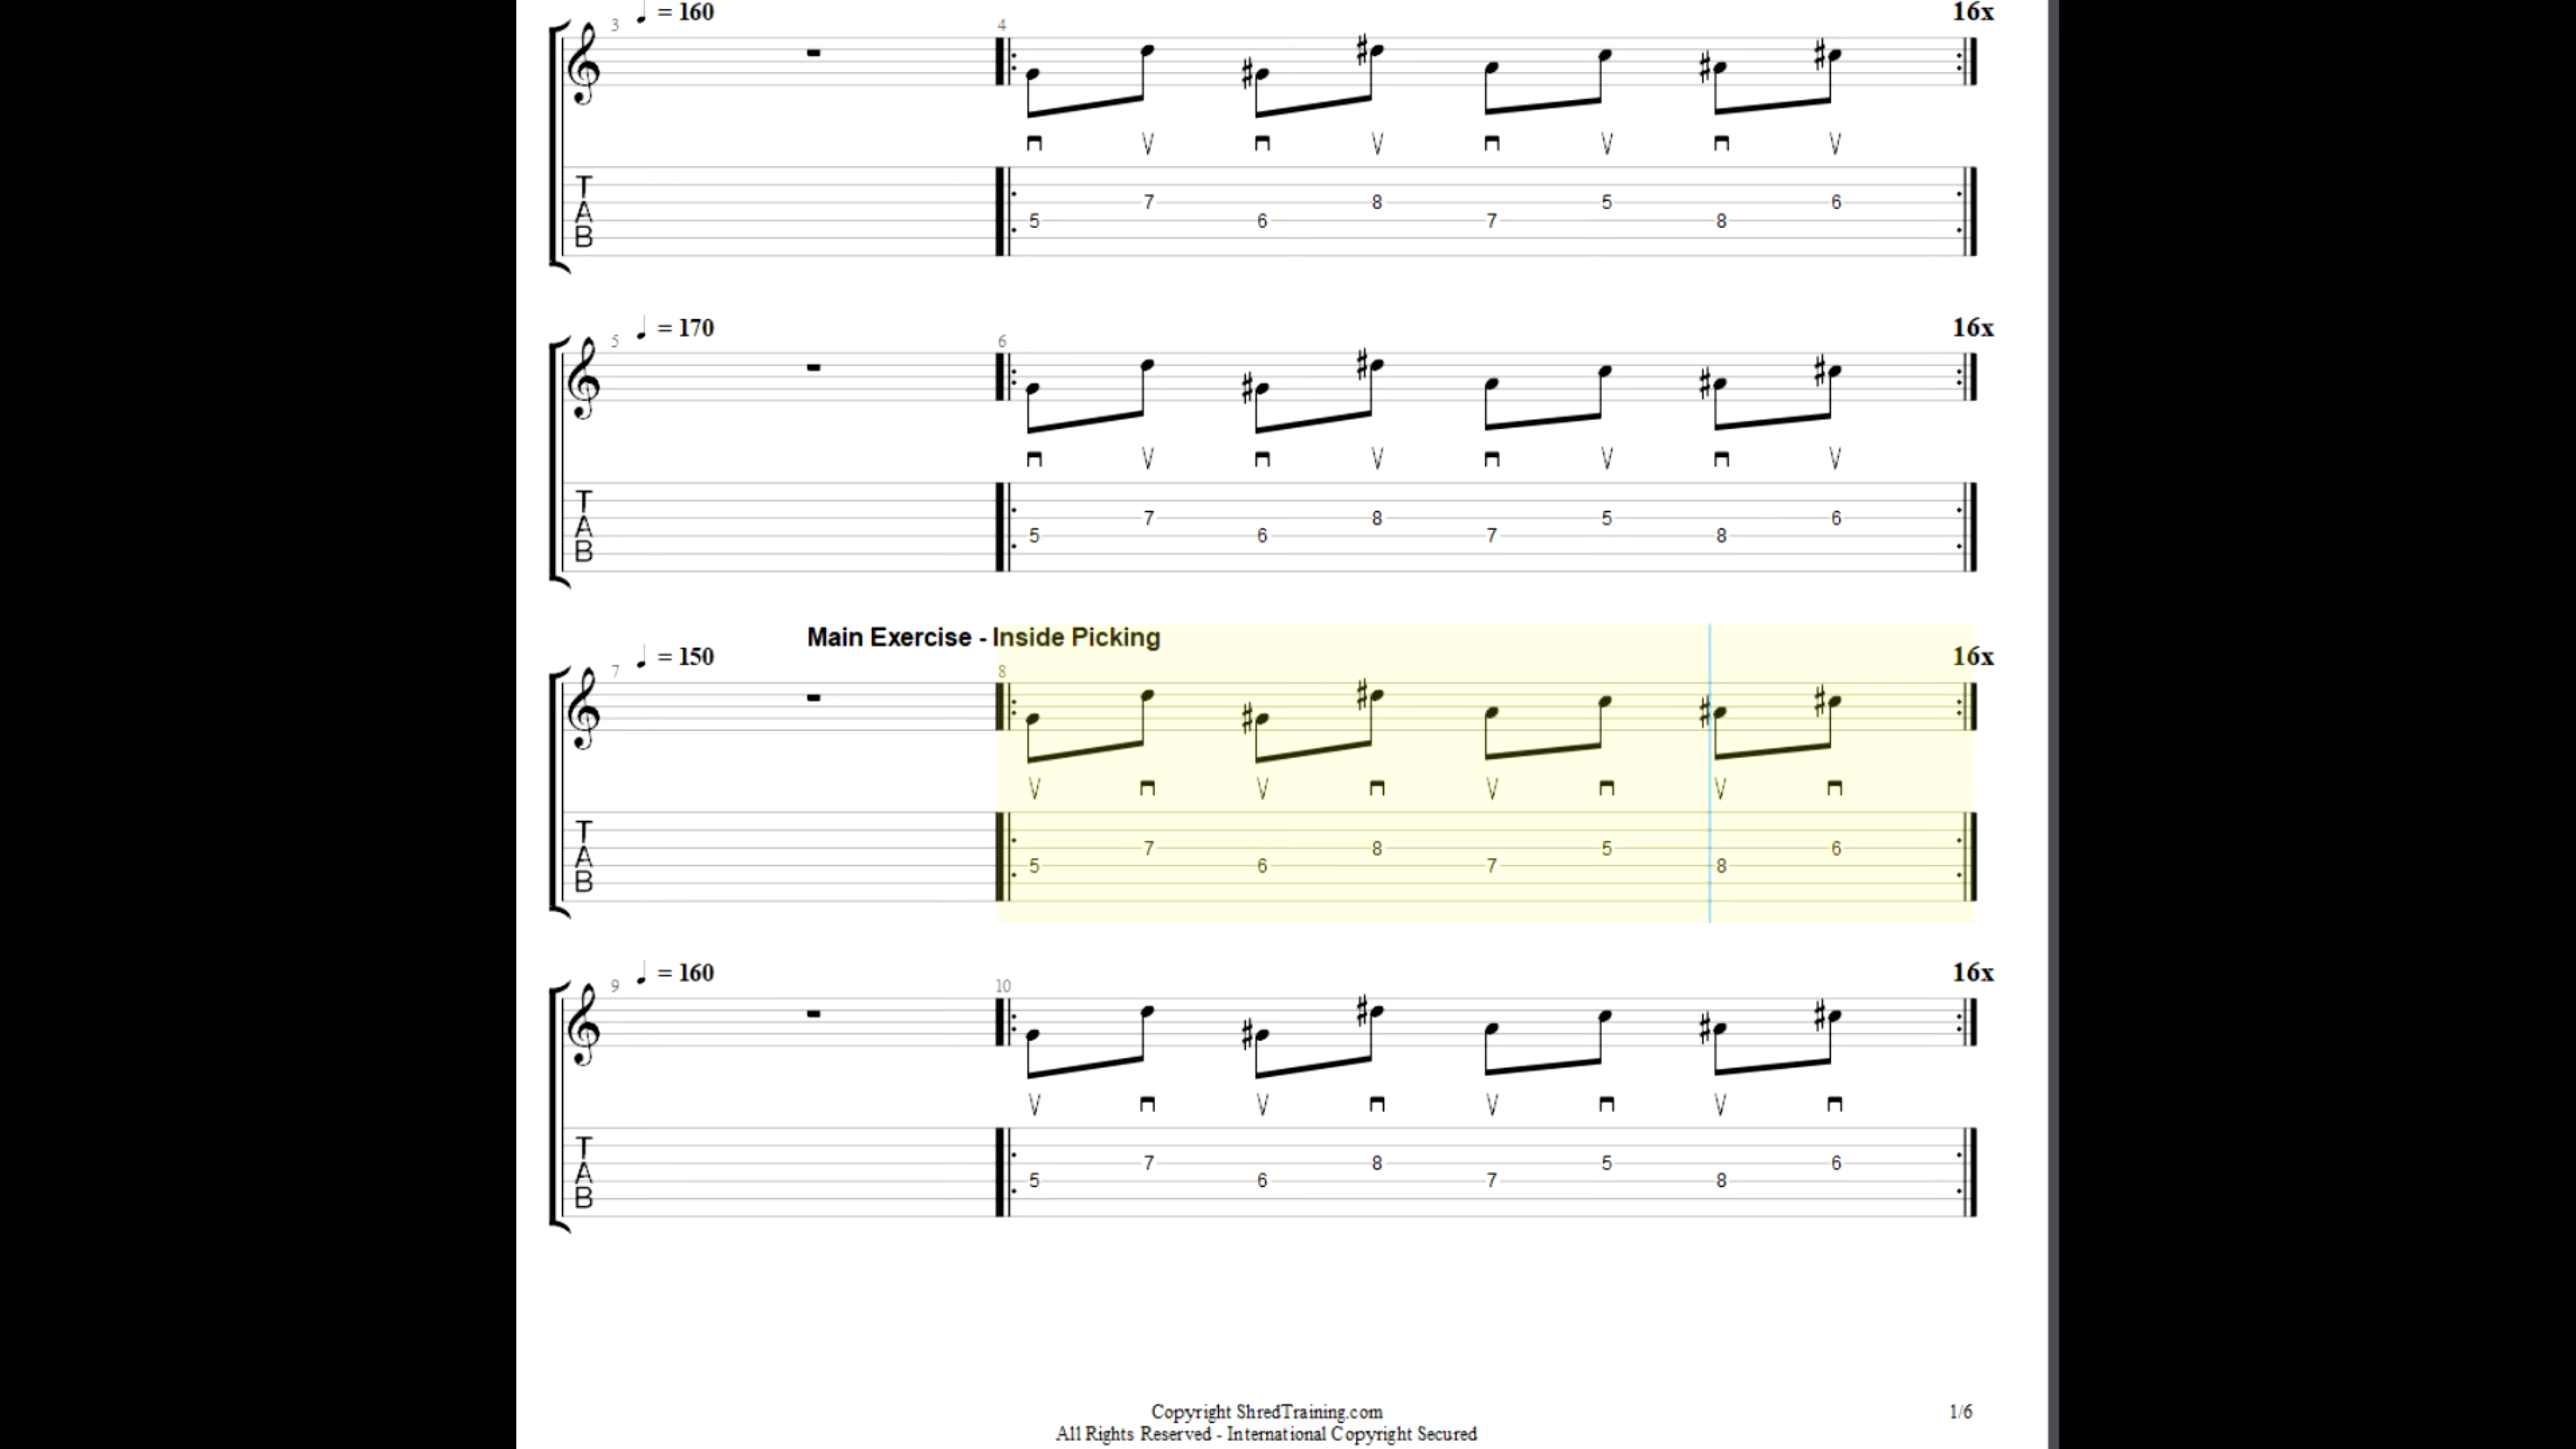 3 ♩ = 160 4 16x
T A B
7 8 5 6
5 6 7 8
5 ♩ = 170 6 16x
T A B
7 8 5 6
5 6 7 8
Main Exercise - Inside Picking
7 ♩ = 150 8 16x
T A B
7 8 5 6
5 6 7 8
9 ♩ = 160 10 16x
T A B
7 8 5 6
5 6 7 8
Copyright ShredTraining.com 1/6
All Rights Reserved - International Copyright Secured